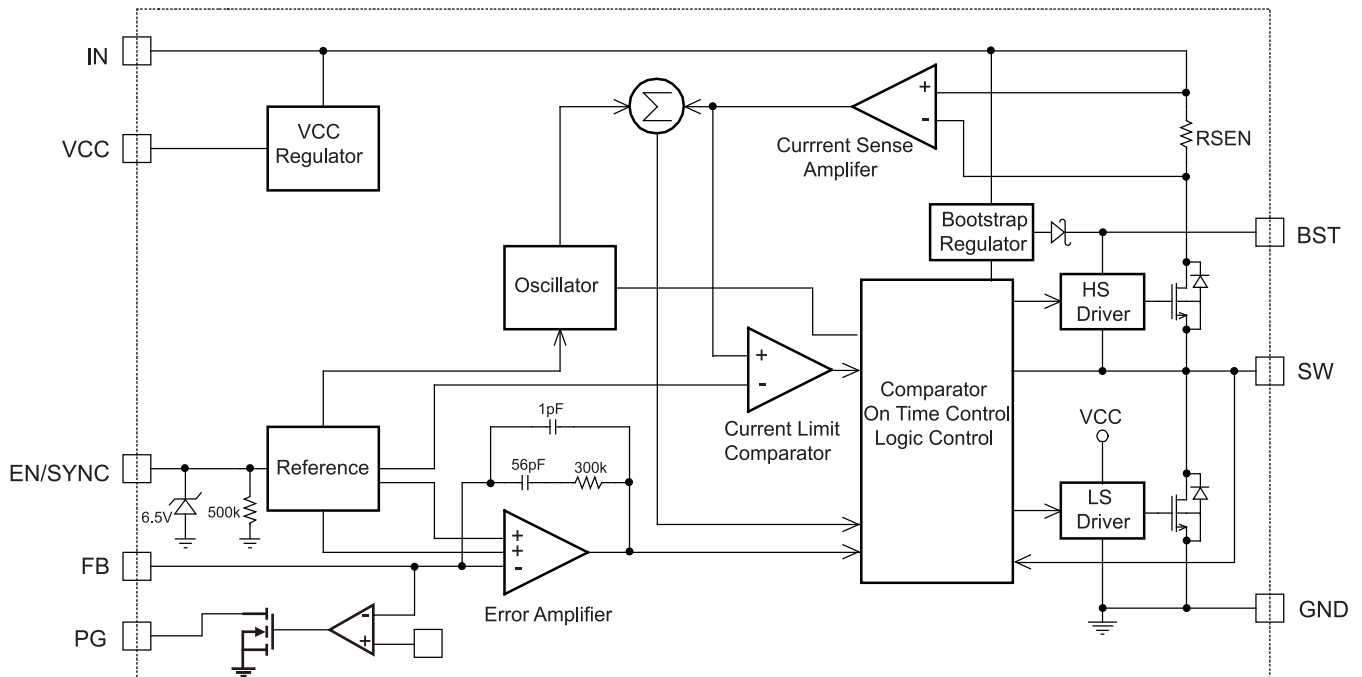 IN
VCC
VCC
Regulator
Σ
+
-
Currrent Sense
Amplifer
RSEN
Bootstrap
Regulator
BST
Oscillator
HS
Driver
+
-
Current Limit
Comparator
Comparator
On Time Control
Logic Control
SW
VCC
EN/SYNC
6.5V
500k
Reference
1pF
56pF
300k
LS
Driver
FB
+
+
-
Error Amplifier
PG
-
+
GND